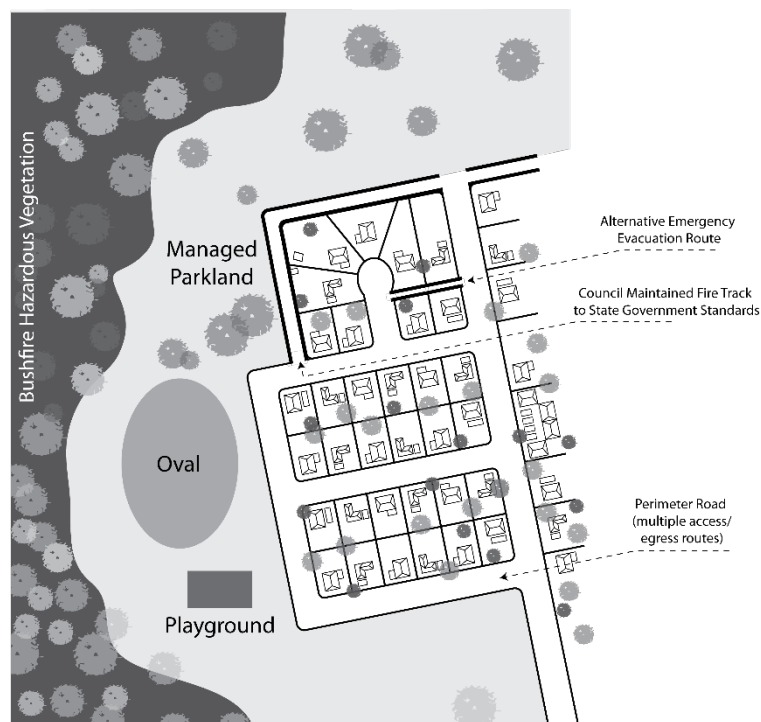 Bushfire Hazardous Vegetation
Managed
Parkland
Alternative Emergency
Evacuation Route
Council Maintained Fire Track
to State Government Standards
Oval
Perimeter Road
(multiple access/
egress routes)
Playground